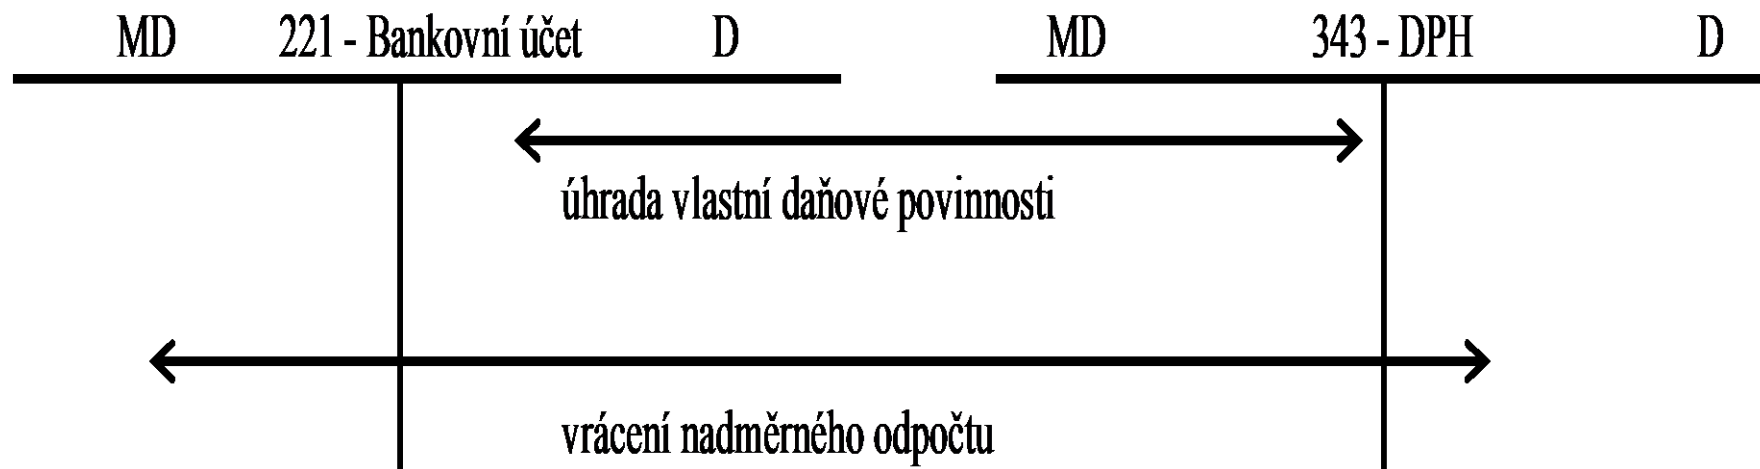 MD 221 - Bankovní účet D MD 343 - DPH D
úhrada vlastní daňové povinnosti
vrácení nadměrného odpočtu